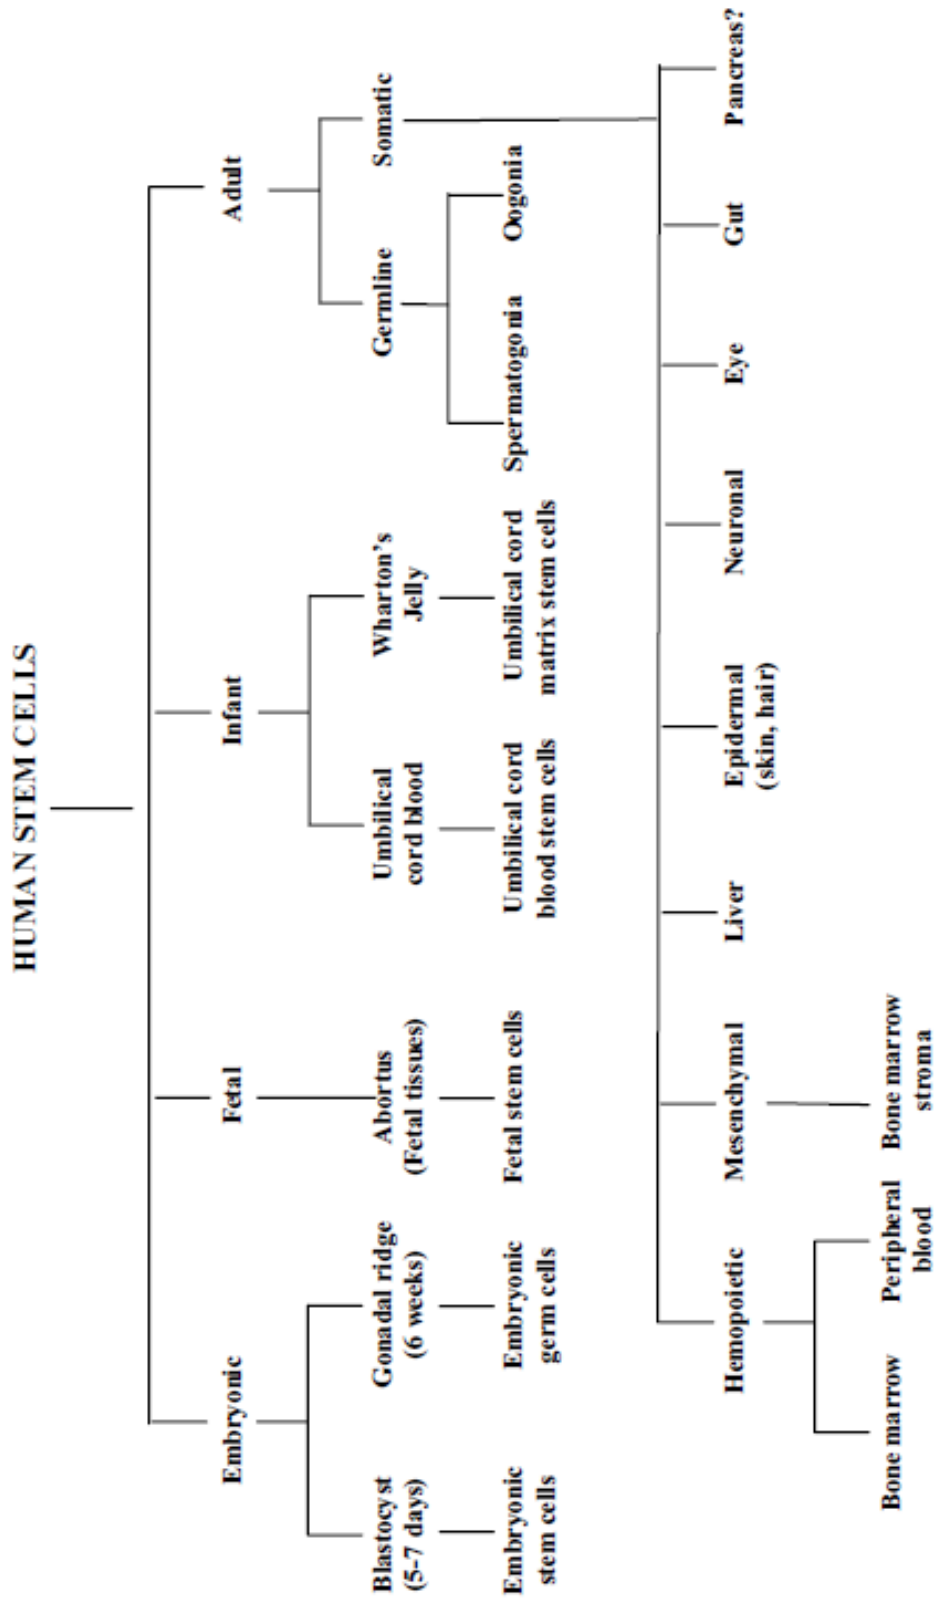 HUMAN STEM CELLS
Embryonic
Fetal
Infant
Adult
Blastocyst
(5-7 days)
Gonadal ridge
(6 weeks)
Abortus
(Fetal tissues)
Umbilical
cord blood
Wharton's
Jelly
Germline
Somatic
Embryonic
stem cells
Embryonic
germ cells
Fetal stem cells
Umbilical cord
blood stem cells
Umbilical cord
matrix stem cells
Spermatogonia
Oogonia
Hemopoietic
Mesenchymal
Liver
Epidermal
(skin, hair)
Neuronal
Eye
Gut
Pancreas?
Bone marrow
Peripheral
blood
Bone marrow
stroma